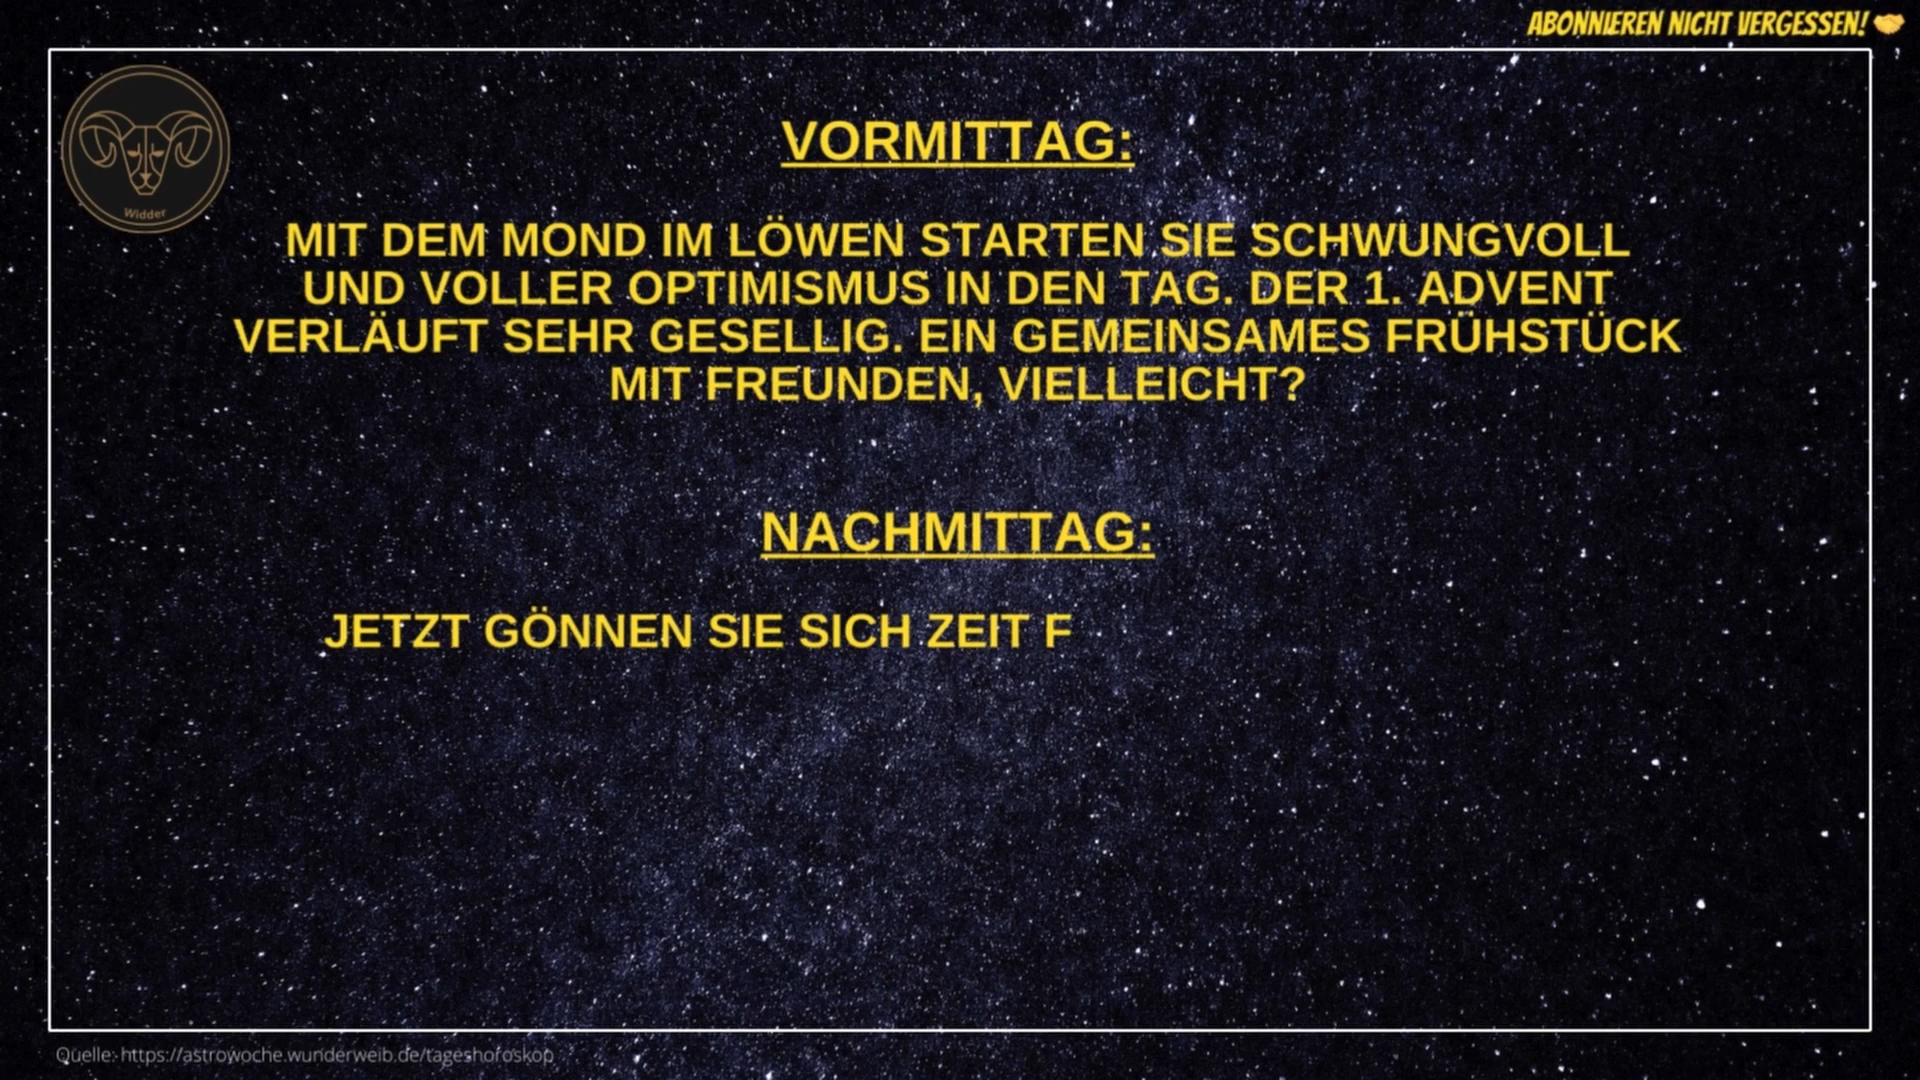 ABONNIEREN NICHT VERGESSEN!
Widder
VORMITTAG:
MIT DEM MOND IM LÖWEN STARTEN SIE SCHWUNGVOLL
UND VOLLER OPTIMISMUS IN DEN TAG. DER 1. ADVENT
VERLÄUFT SEHR GESELLIG. EIN GEMEINSAMES FRÜHSTÜCK
MIT FREUNDEN, VIELLEICHT?
NACHMITTAG:
JETZT GÖNNEN SIE SICH ZEIT F
Quelle: https://astrowoche.wunderweib.de/tageshoroskop